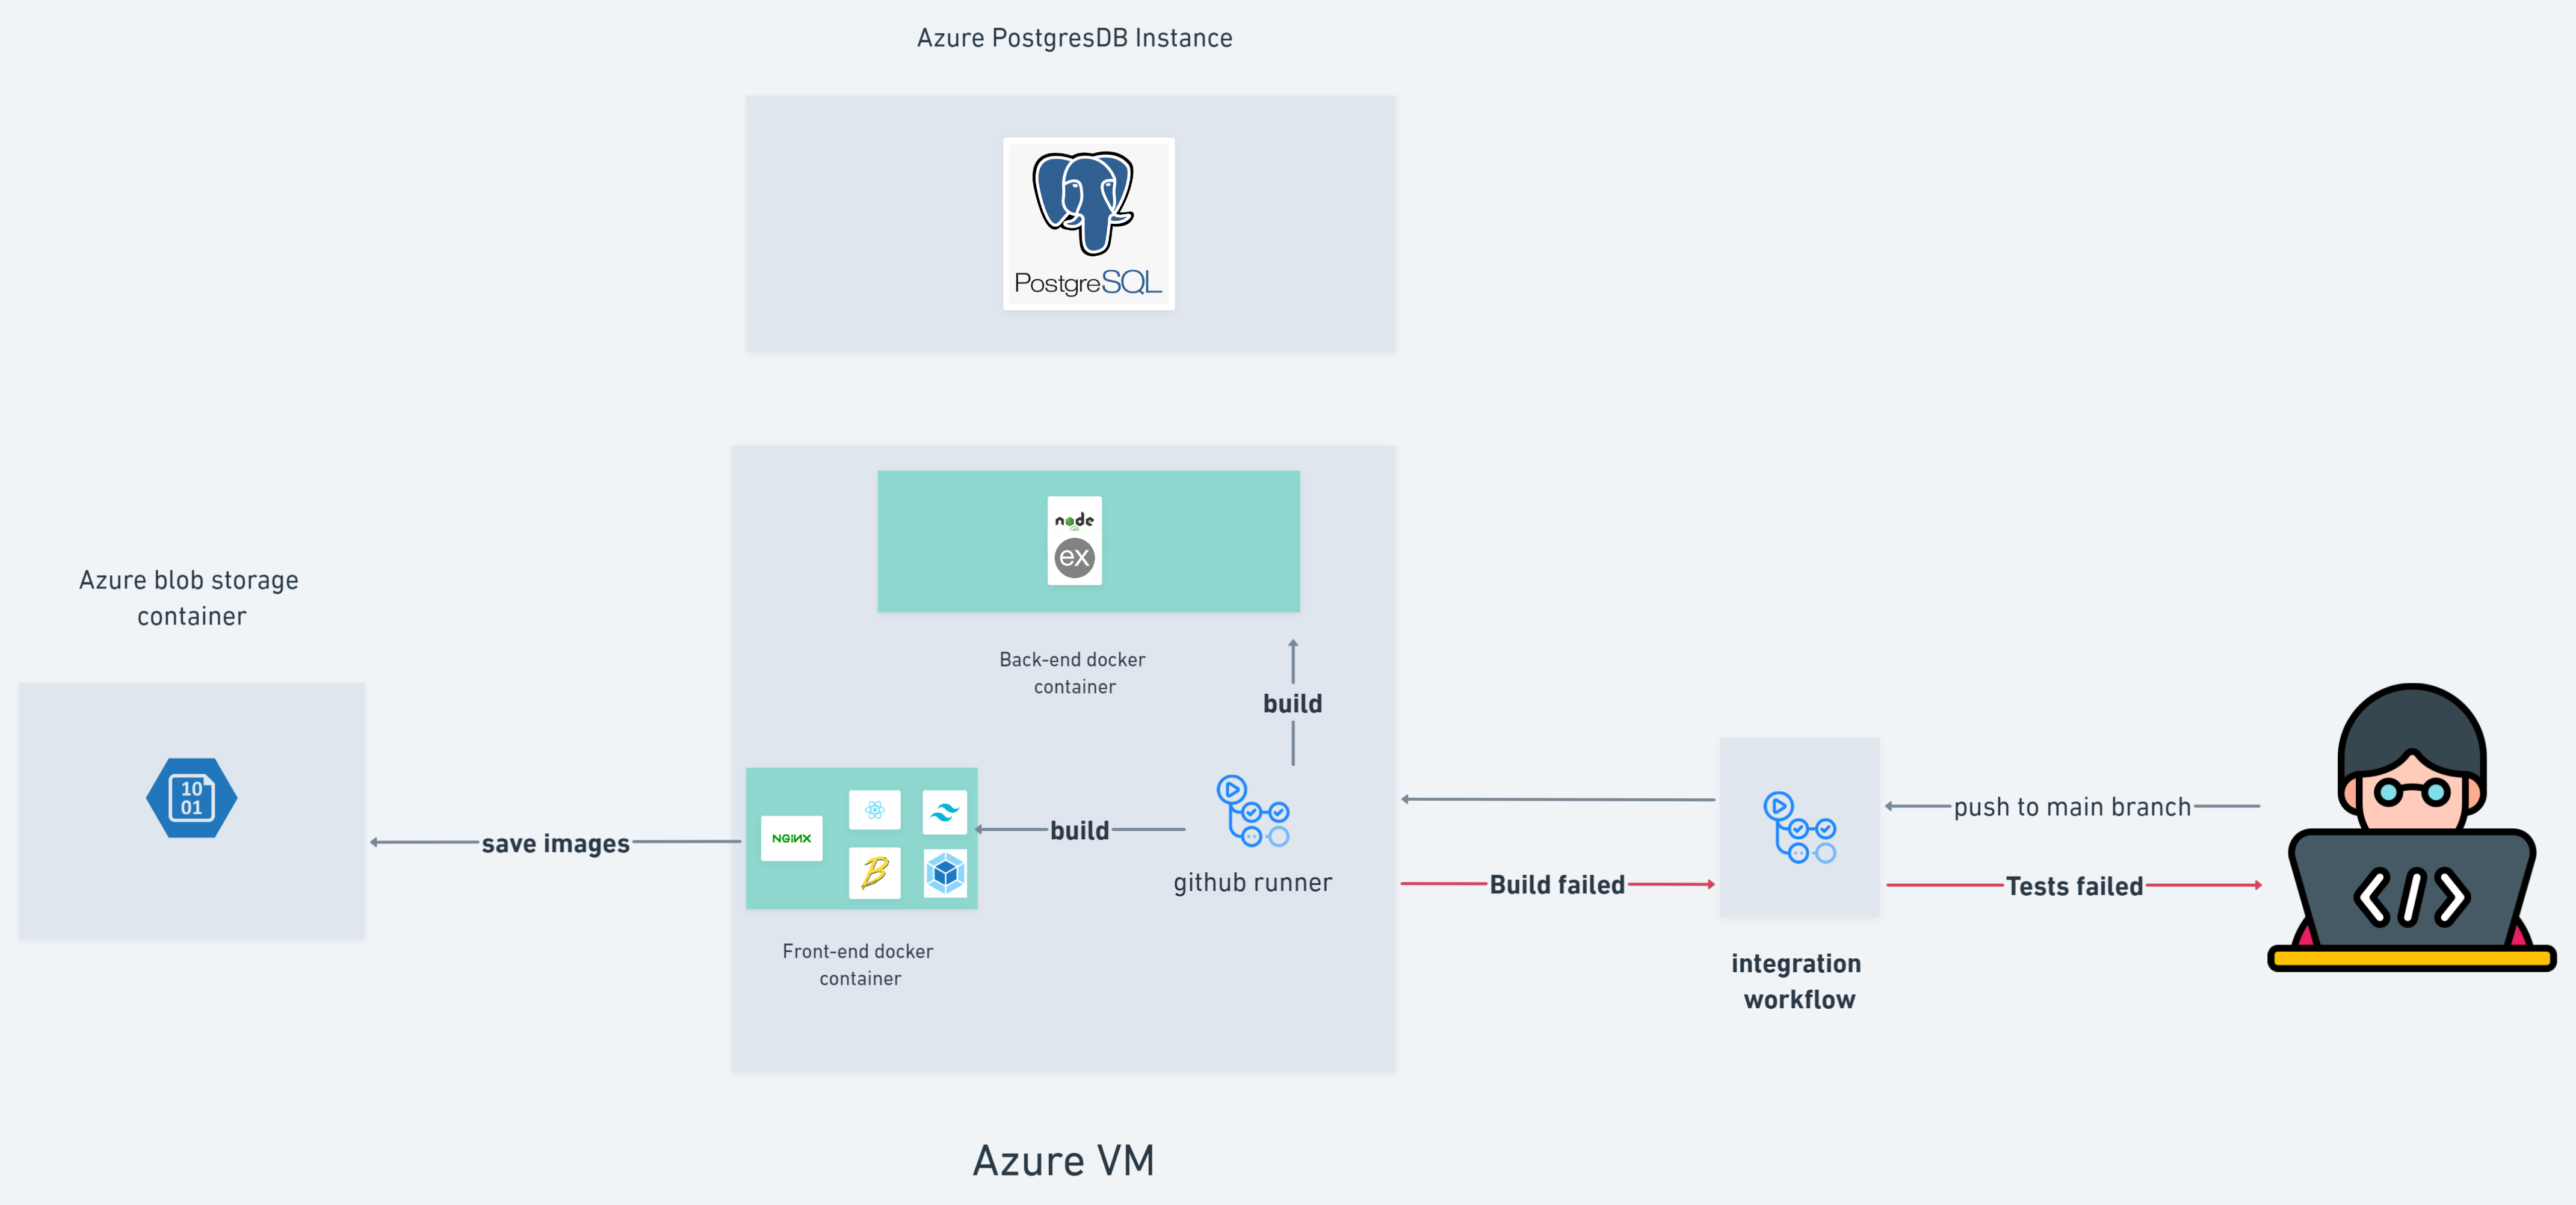 Azure PostgresDB Instance
PostgreSQL
node
ex
Back-end docker
container
build
Azure blob storage
container
10
01
save images
NGINX
B
build
github runner
Front-end docker
container
Build failed
integration
workflow
push to main branch
Tests failed
</>
Azure VM